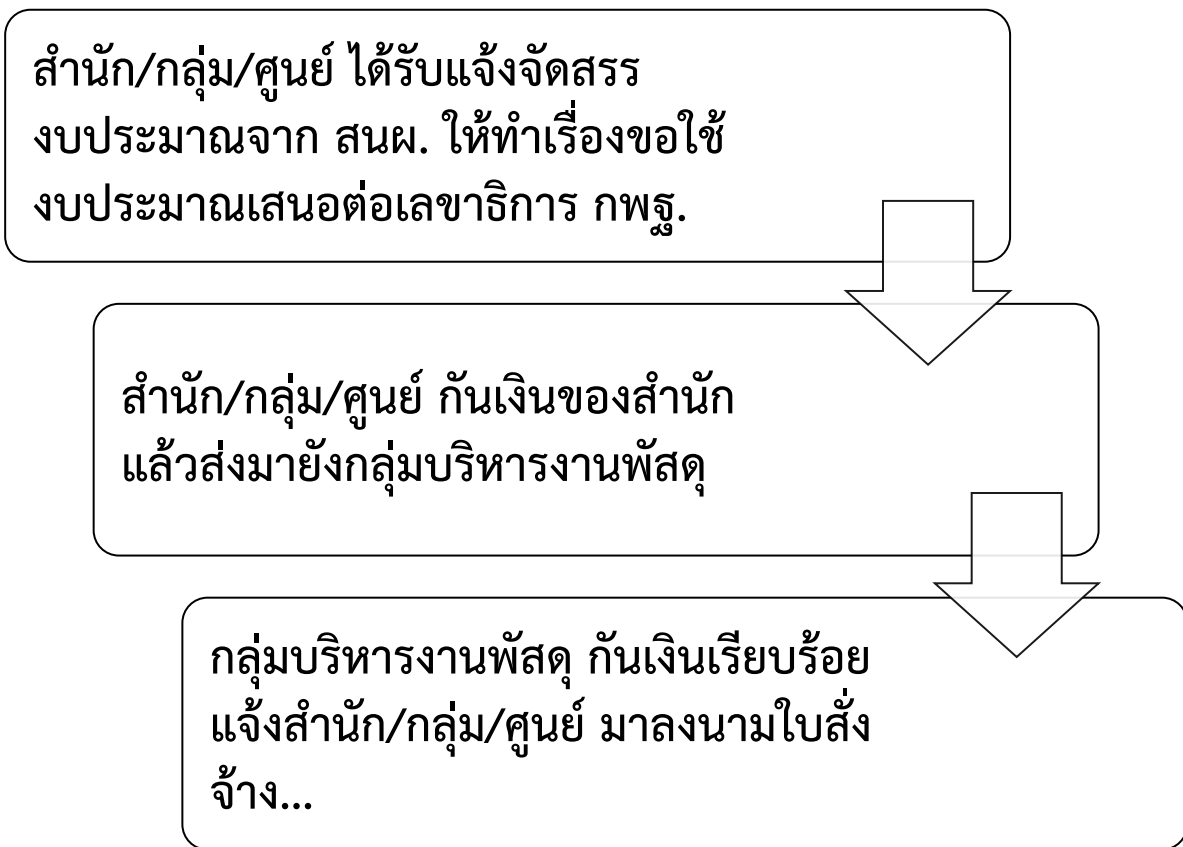 สำนัก/กลุ่ม/ศูนย์ ได้รับแจ้งจัดสรร
งบประมาณจาก สนผ. ให้ทำเรื่องขอใช้
งบประมาณเสนอต่อเลขาธิการ กพฐ.
สำนัก/กลุ่ม/ศูนย์ กันเงินของสำนัก
แล้วส่งมายังกลุ่มบริหารงานพัสดุ
กลุ่มบริหารงานพัสดุ กันเงินเรียบร้อย
แจ้งสำนัก/กลุ่ม/ศูนย์ มาลงนามใบสั่ง
จ้าง...